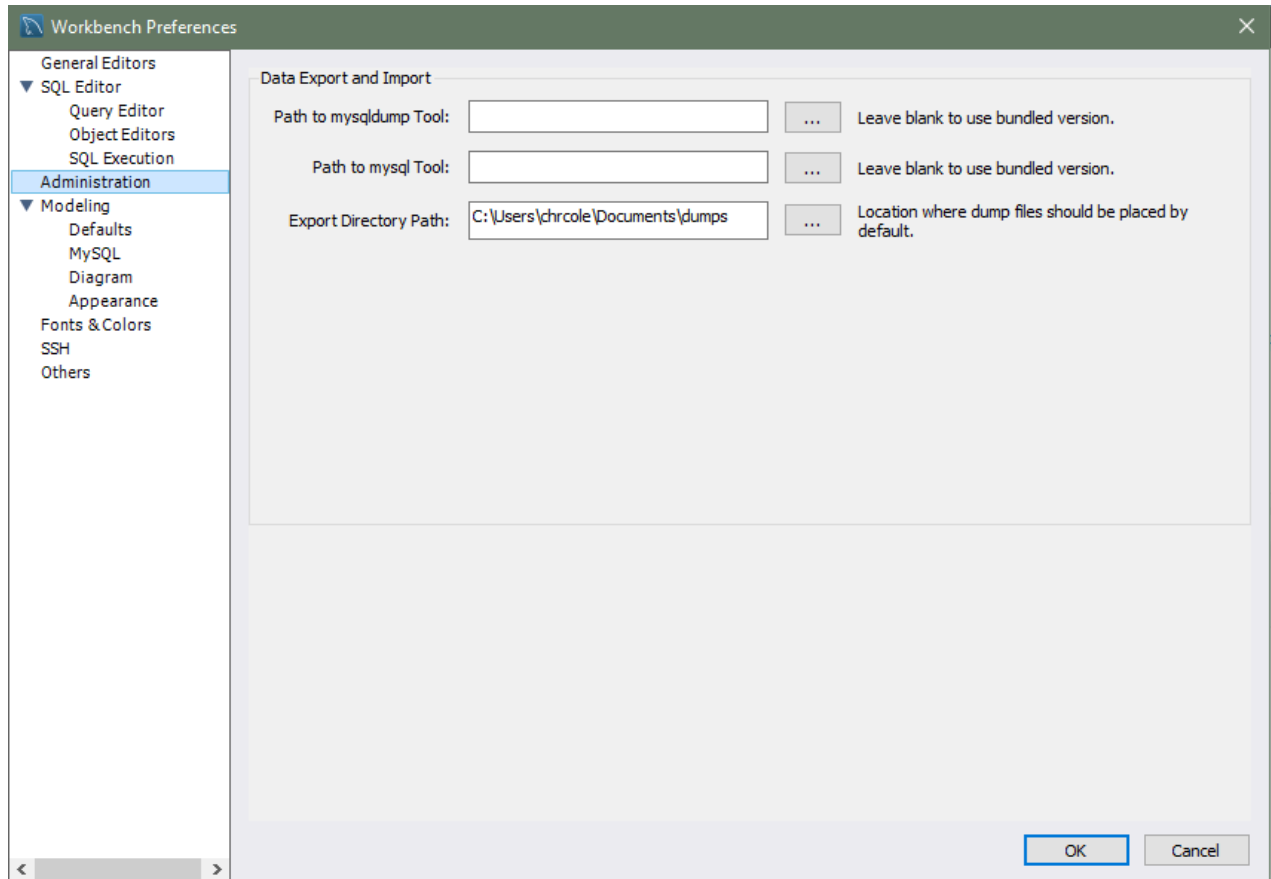 Workbench Preferences
General Editors
SQL Editor
Query Editor
Object Editors
SQL Execution
Administration
Modeling
Defaults
MySQL
Diagram
Appearance
Fonts & Colors
SSH
Others
Data Export and Import
Path to mysqldump Tool: ... Leave blank to use bundled version.
Path to mysql Tool: ... Leave blank to use bundled version.
Export Directory Path: C:\Users\chrcole\Documents\dumps ... Location where dump files should be placed by
default.
OK Cancel